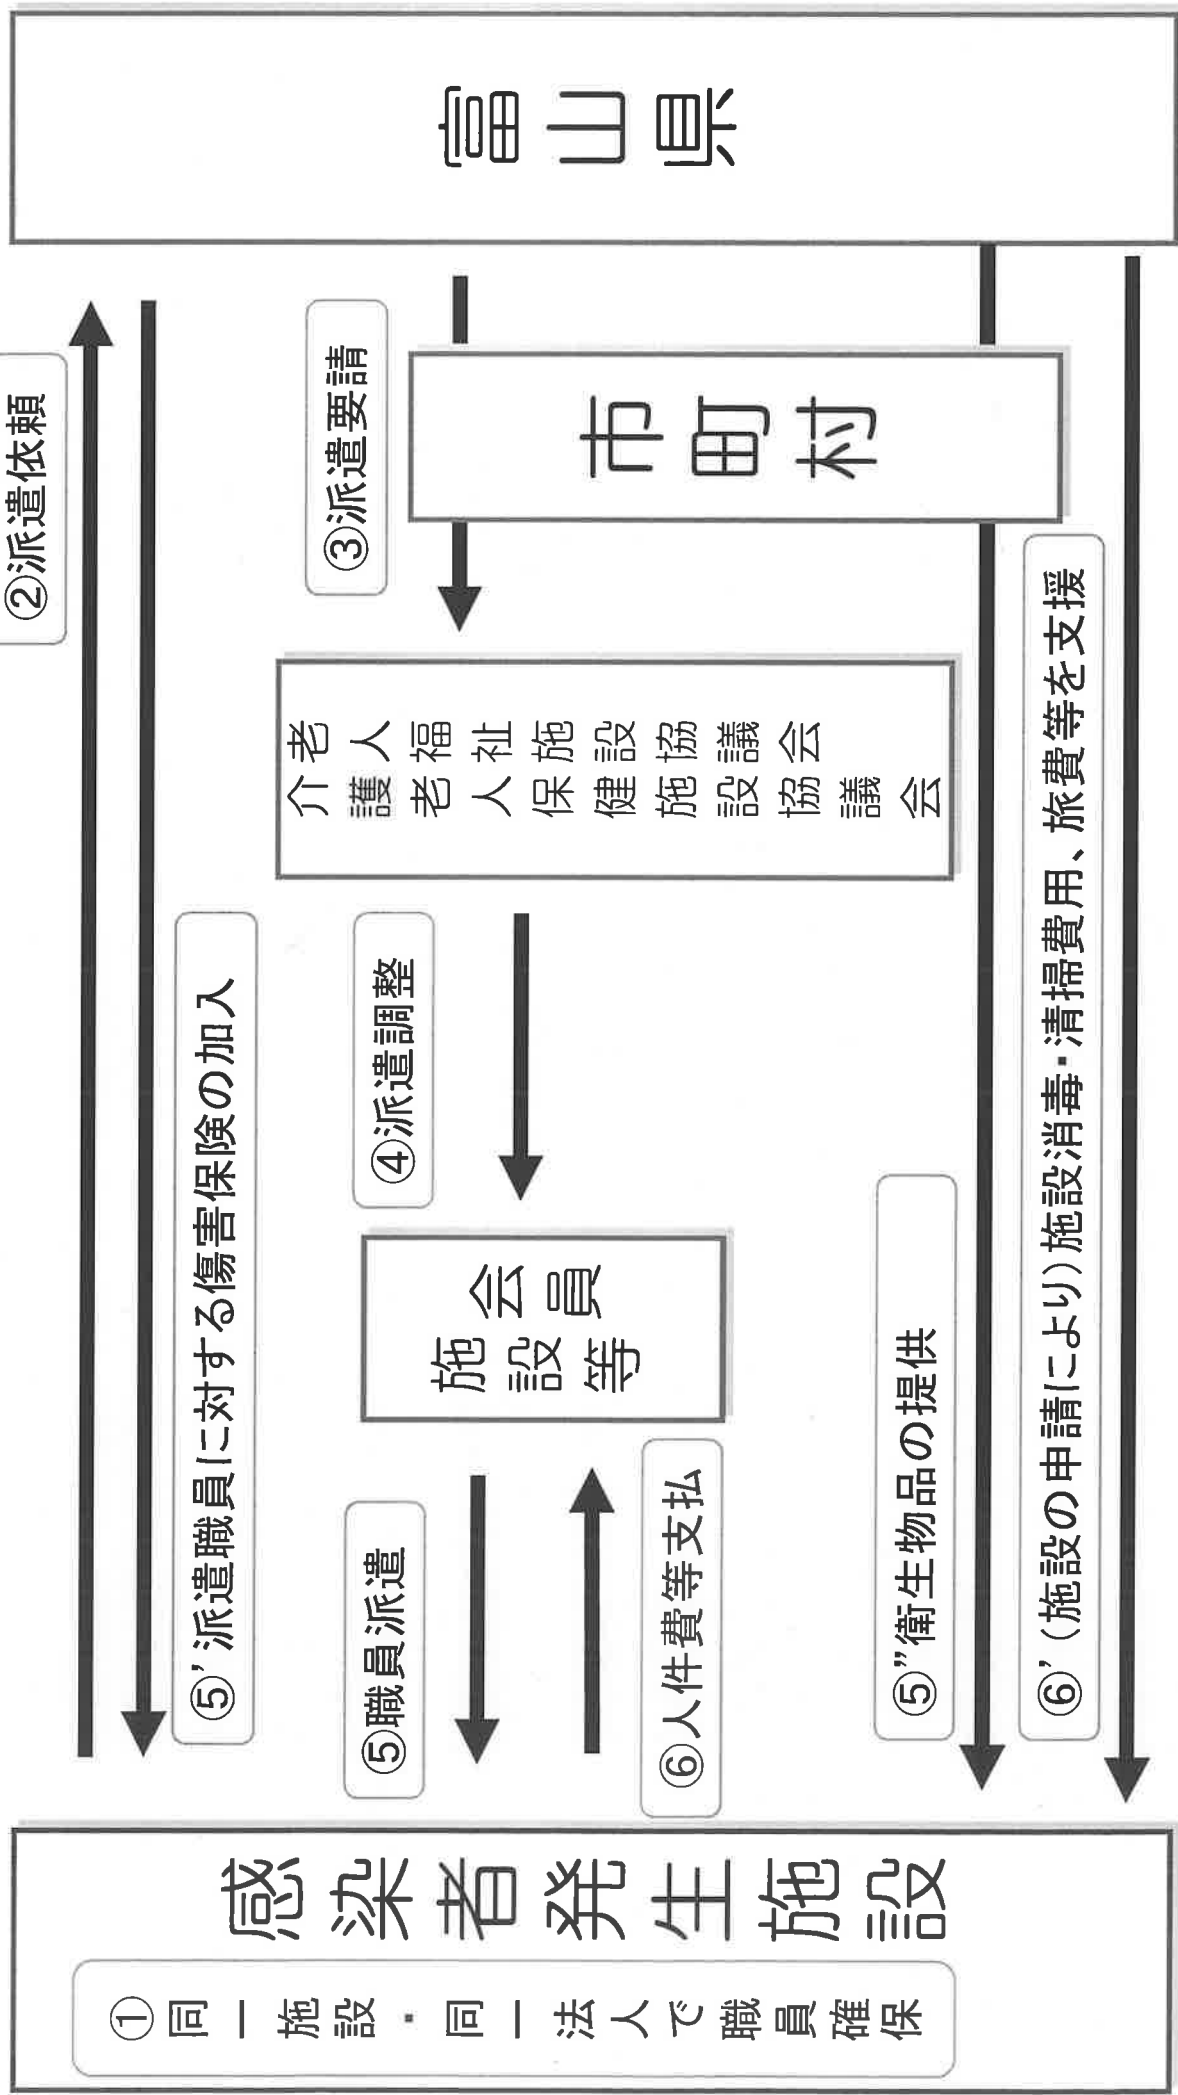 ②派遣依頼
⑤’派遣職員に対する傷害保険の加入
感染者発生施設
①同一施設・同一法人で職員確保
⑤職員派遣
⑥人件費等支払
会員
施設等
④派遣調整
老人福祉施設協議会
介護老人保健施設協議会
③派遣要請
市町村
富山県
⑤”衛生物品の提供
⑥’（施設の申請により）施設消毒・清掃費用、旅費等を支援